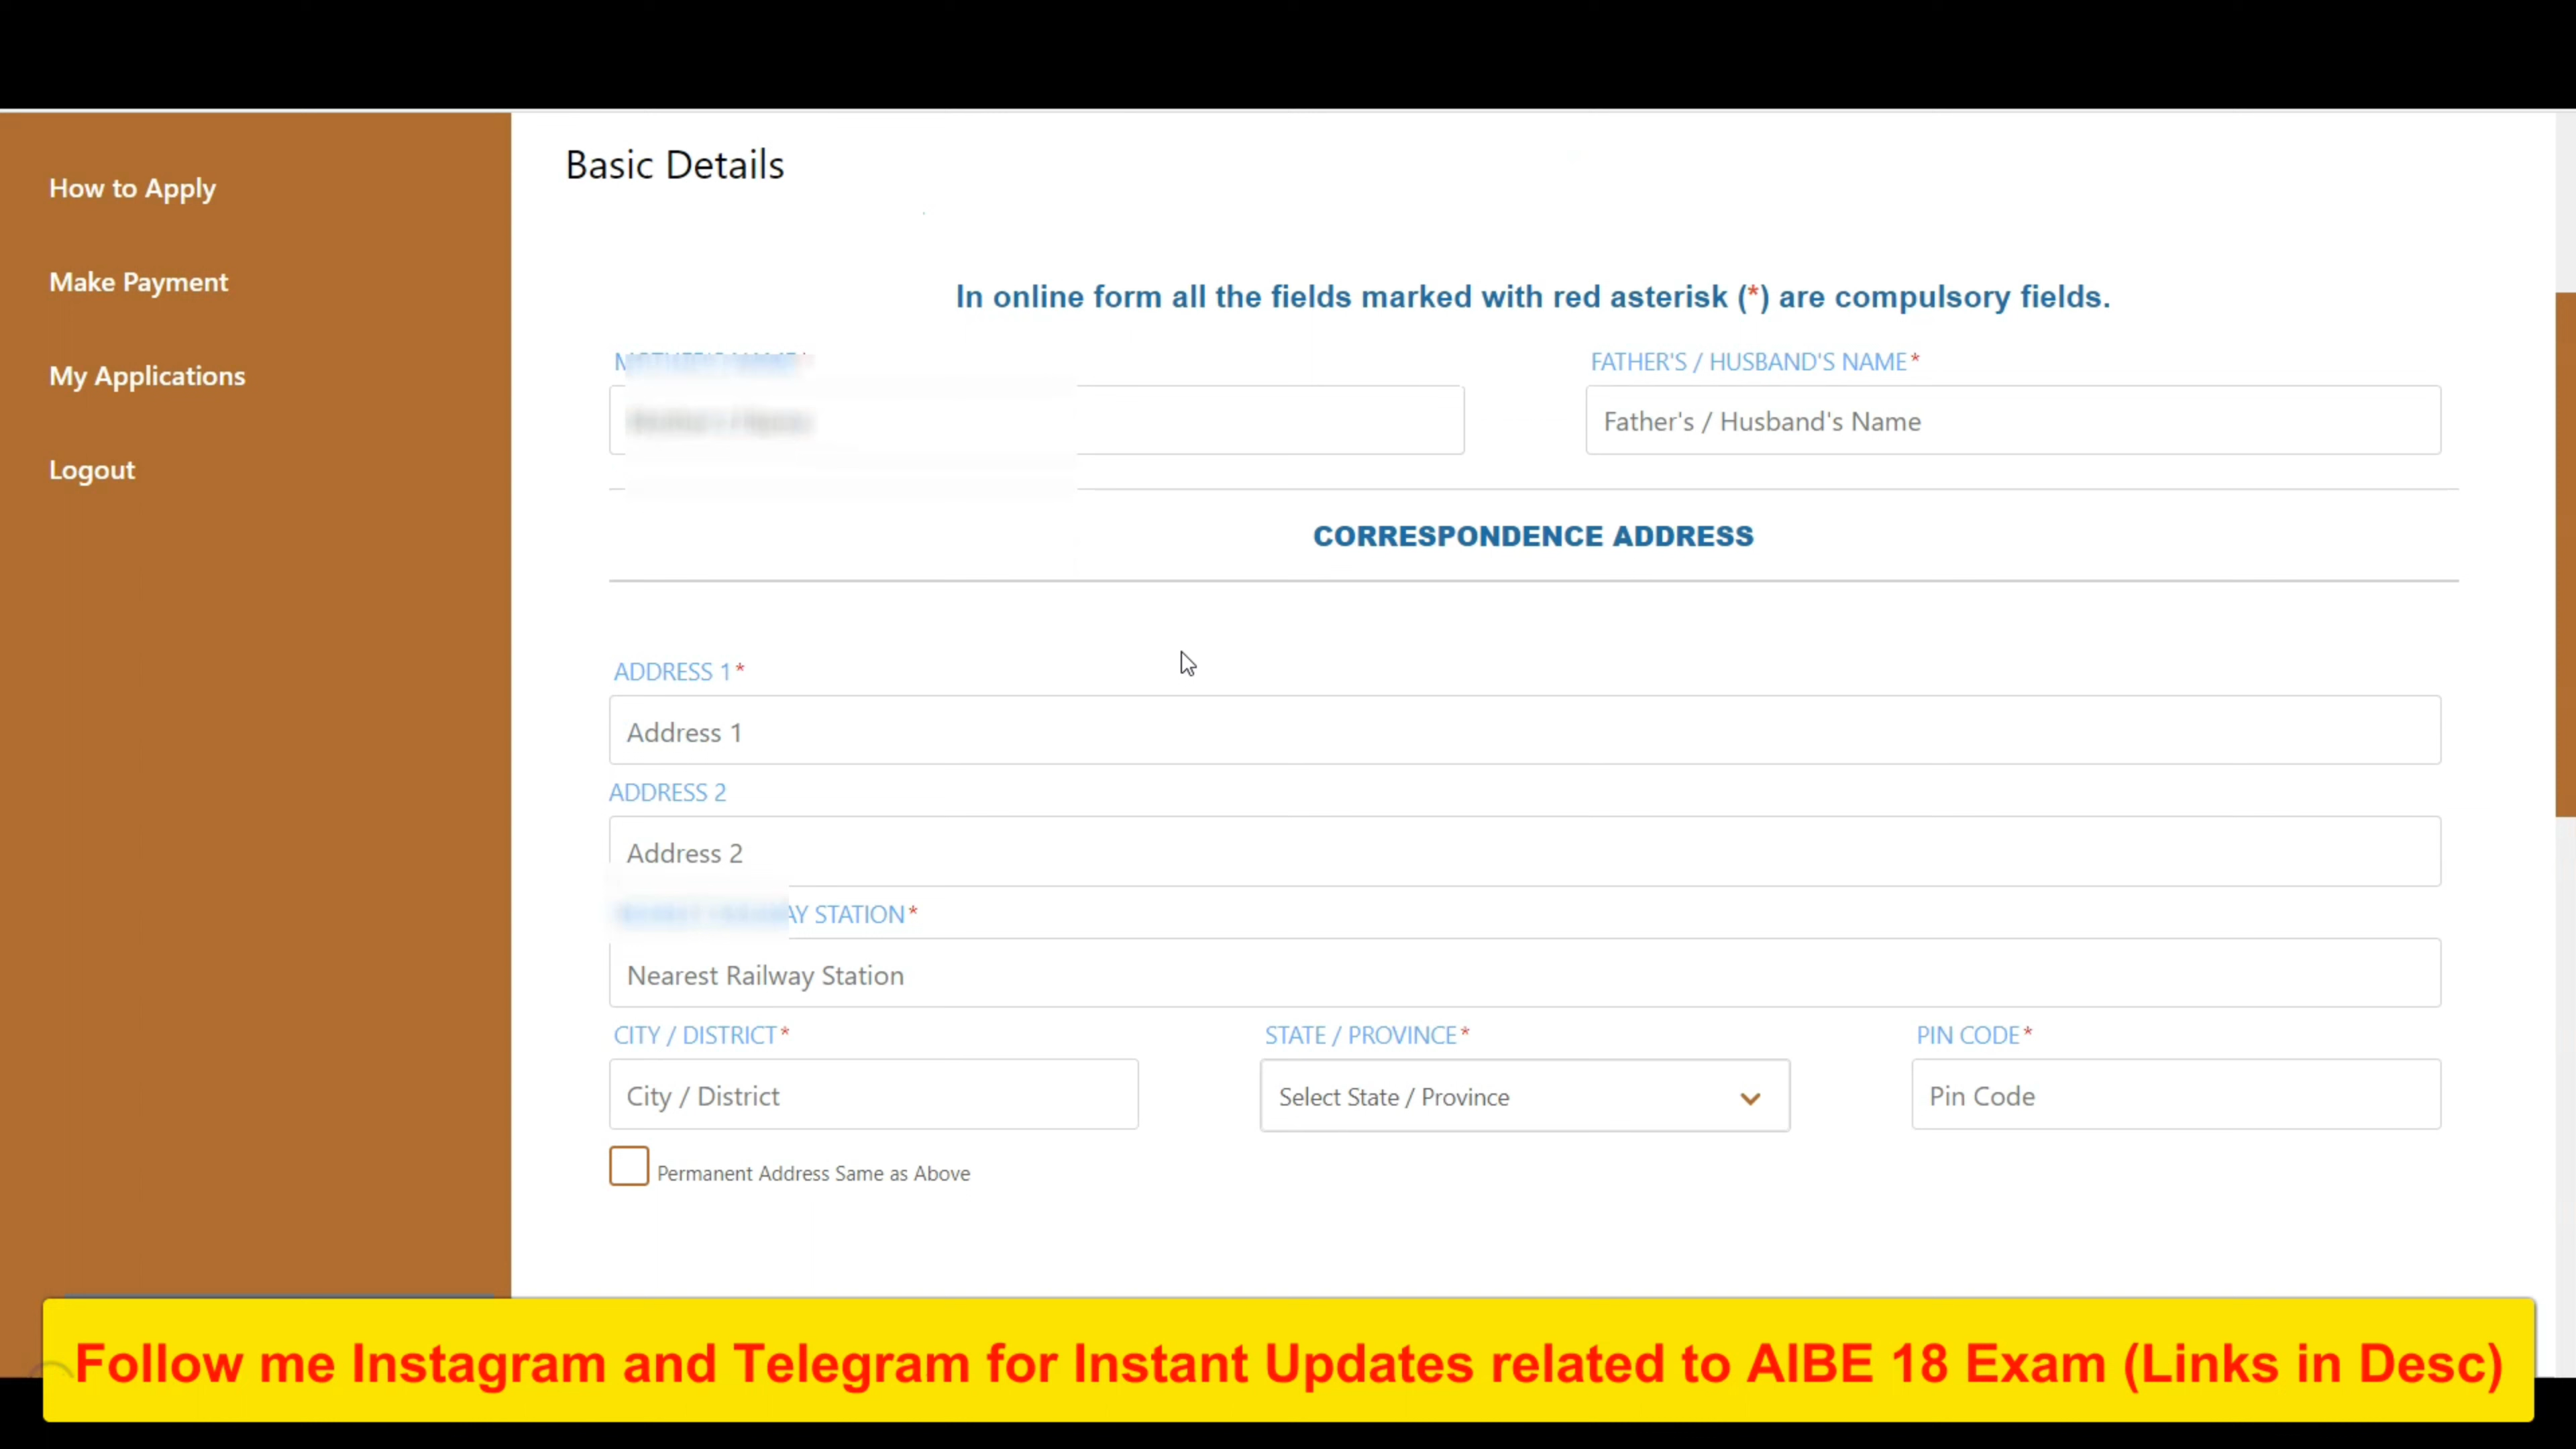 How to Apply
Make Payment
My Applications
Logout
Basic Details
In online form all the fields marked with red asterisk (*) are compulsory fields.
FATHER'S / HUSBAND'S NAME*
Father's / Husband's Name
CORRESPONDENCE ADDRESS
ADDRESS 1*
Address 1
ADDRESS 2
Address 2
AY STATION*
Nearest Railway Station
CITY / DISTRICT*
STATE / PROVINCE*
PIN CODE*
City / District
Select State / Province
Pin Code
Permanent Address Same as Above
Follow me Instagram and Telegram for Instant Updates related to AIBE 18 Exam (Links in Desc)